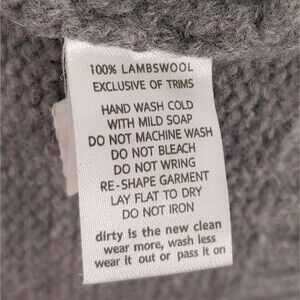 100% LAMBSWOOL
EXCLUSIVE OF TRIMS
HAND WASH COLD
WITH MILD SOAP
DO NOT MACHINE WASH
DO NOT BLEACH
DO NOT WRING
RE-SHAPE GARMENT
LAY FLAT TO DRY
DO NOT IRON
dirty is the new clean
wear more, wash less
wear it out or pass it on